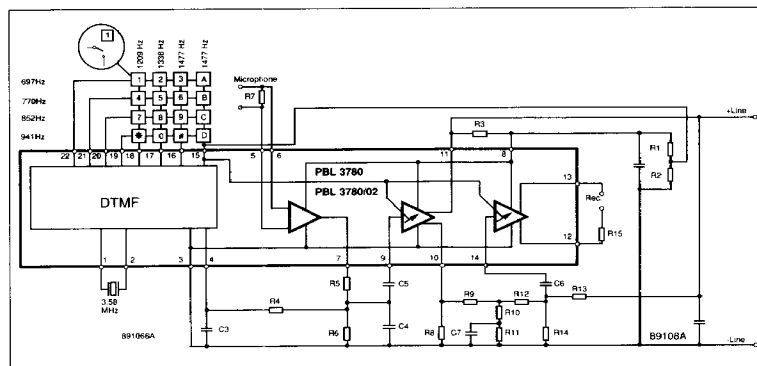 1
1209 Hz
1338 Hz
1477 Hz
1477 Hz
697Hz
1 2 3 A
770Hz
4 5 6 B
852Hz
7 8 9 C
941Hz
* 0 # D
Microphone
R7
R3
+Line
22 21 20 19 18 17 16 15
5 6
11
8
R1
R2
PBL 3780
PBL 3780/02
DTMF
13
Rec.
12
R15
1 2 3 4
7 9 10 14
3.58
MHz
R5
C5
C6
R4
R9
R12
R13
R10
C3
R6
C4
R8
C7
R11
R14
891066A
89108A
-Line